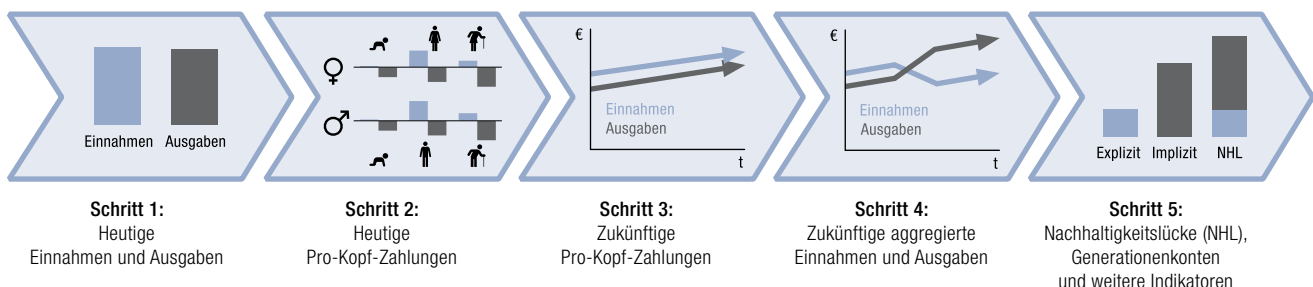 Einnahmen Ausgaben
€
Einnahmen
Ausgaben
t
€
Einnahmen
Ausgaben
t
Explizit Implizit NHL
Schritt 1:
Heutige
Einnahmen und Ausgaben
Schritt 2:
Heutige
Pro-Kopf-Zahlungen
Schritt 3:
Zukünftige
Pro-Kopf-Zahlungen
Schritt 4:
Zukünftige aggregierte
Einnahmen und Ausgaben
Schritt 5:
Nachhaltigkeitslücke (NHL),
Generationenkonten
und weitere Indikatoren